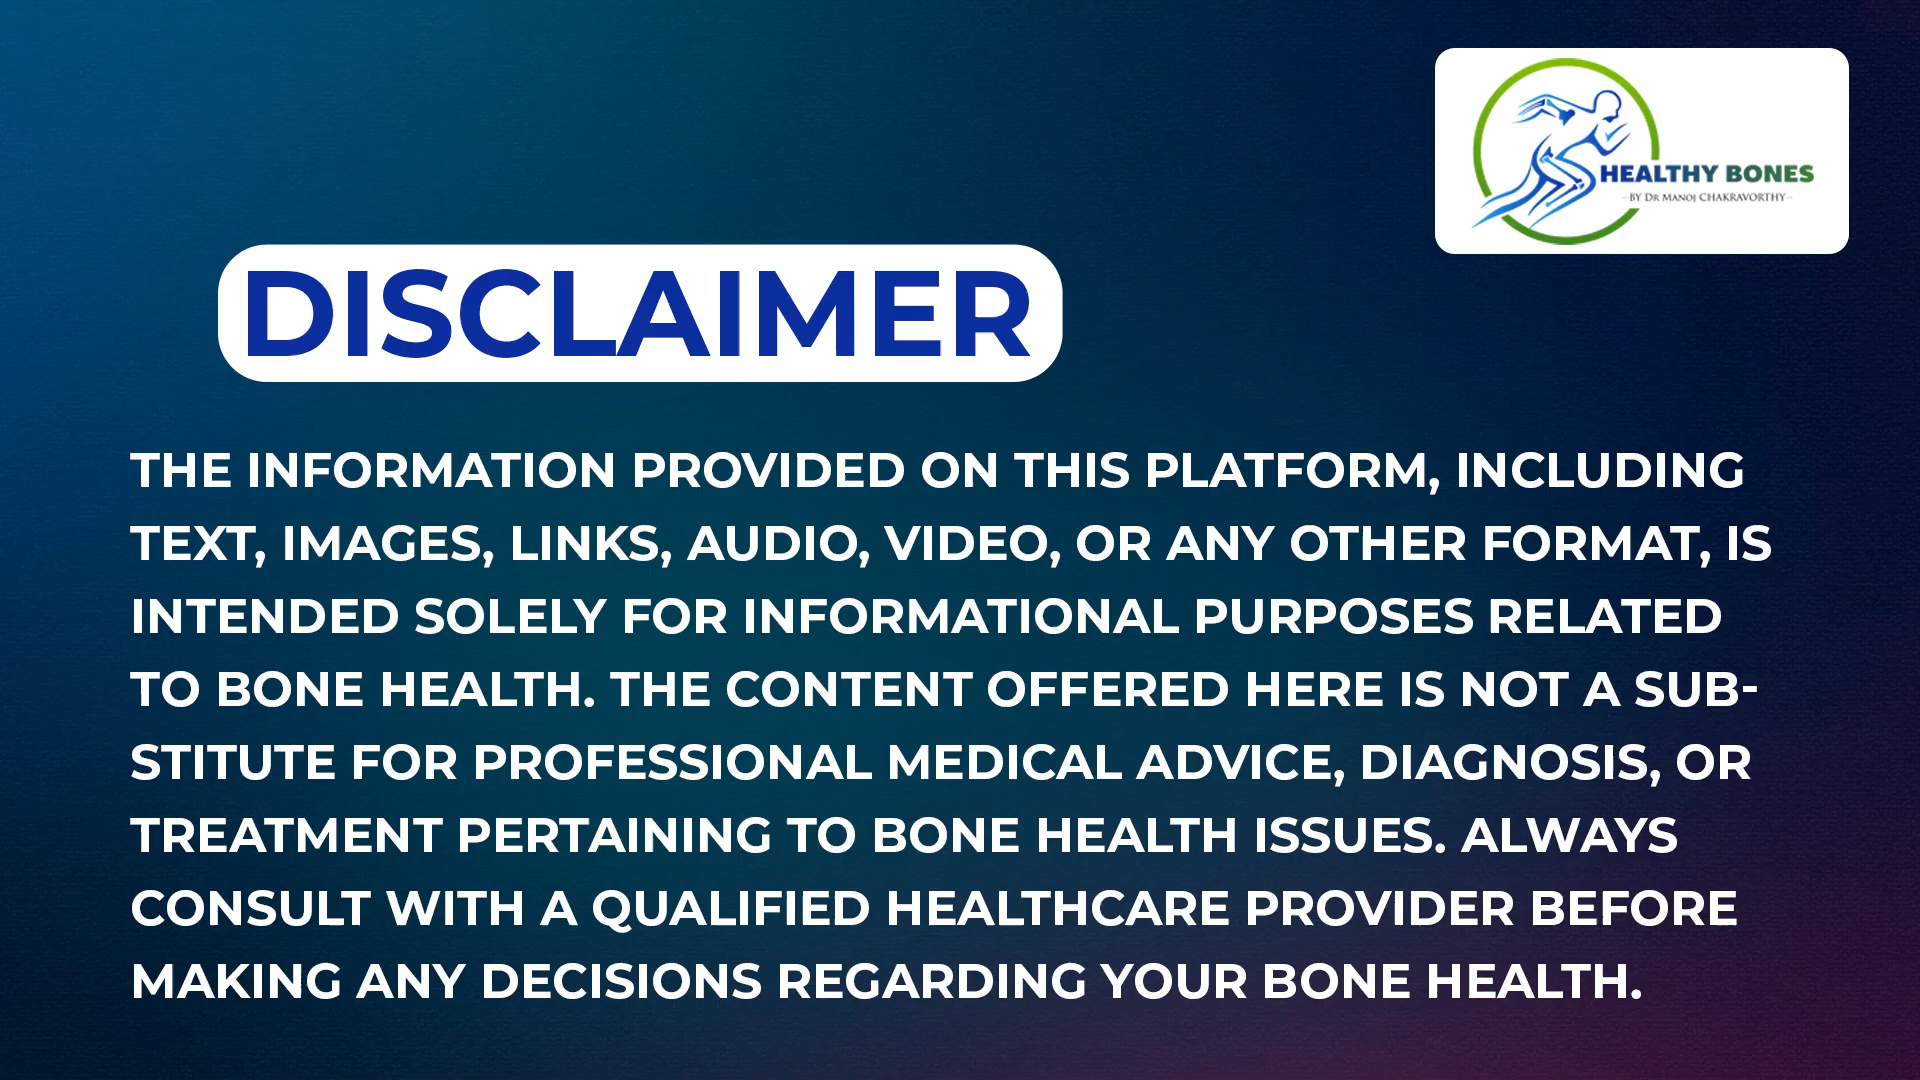 HEALTHY BONES
BY DR MANOJ CHAKRAVORTHY
DISCLAIMER
THE INFORMATION PROVIDED ON THIS PLATFORM, INCLUDING
TEXT, IMAGES, LINKS, AUDIO, VIDEO, OR ANY OTHER FORMAT, IS
INTENDED SOLELY FOR INFORMATIONAL PURPOSES RELATED
TO BONE HEALTH. THE CONTENT OFFERED HERE IS NOT A SUB-
STITUTE FOR PROFESSIONAL MEDICAL ADVICE, DIAGNOSIS, OR
TREATMENT PERTAINING TO BONE HEALTH ISSUES. ALWAYS
CONSULT WITH A QUALIFIED HEALTHCARE PROVIDER BEFORE
MAKING ANY DECISIONS REGARDING YOUR BONE HEALTH.